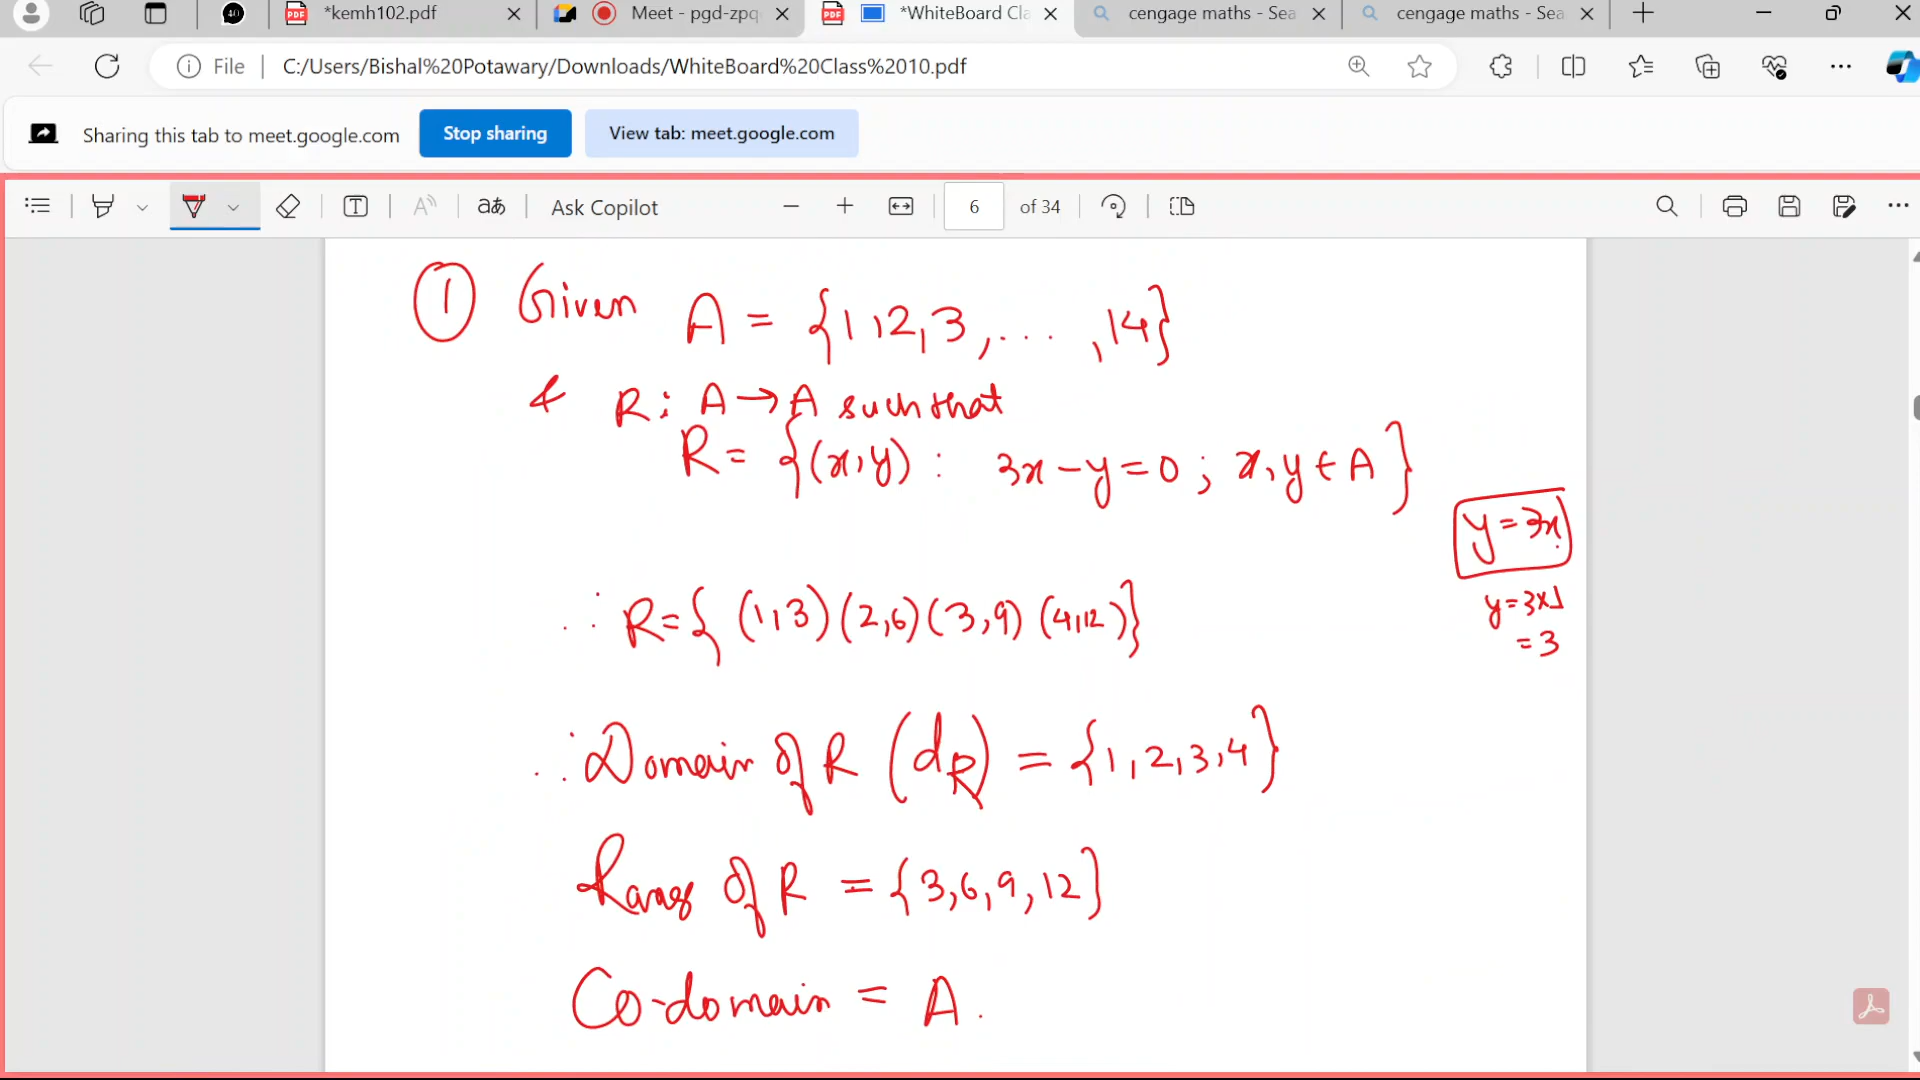 *kemh102.pdf
Meet - pgd-zpq
*WhiteBoard Cla
cengage maths - Sea
cengage maths - Sea
File
C:/Users/Bishal%20Potawary/Downloads/WhiteBoard%20Class%2010.pdf
Sharing this tab to meet.google.com
Stop sharing
View tab: meet.google.com
Ask Copilot
6
of 34
① Given A = {1,2,3,... ,14}
& R: A→A such that
R = {(x,y) : 3x-y=0; x,y ∈ A}
y=3x
y=3×1
=3
∴ R={ (1,3)(2,6)(3,9)(4,12)}
∴ Domain of R (dR) = {1,2,3,4}
Range of R = {3,6,9,12}
Co-domain = A.